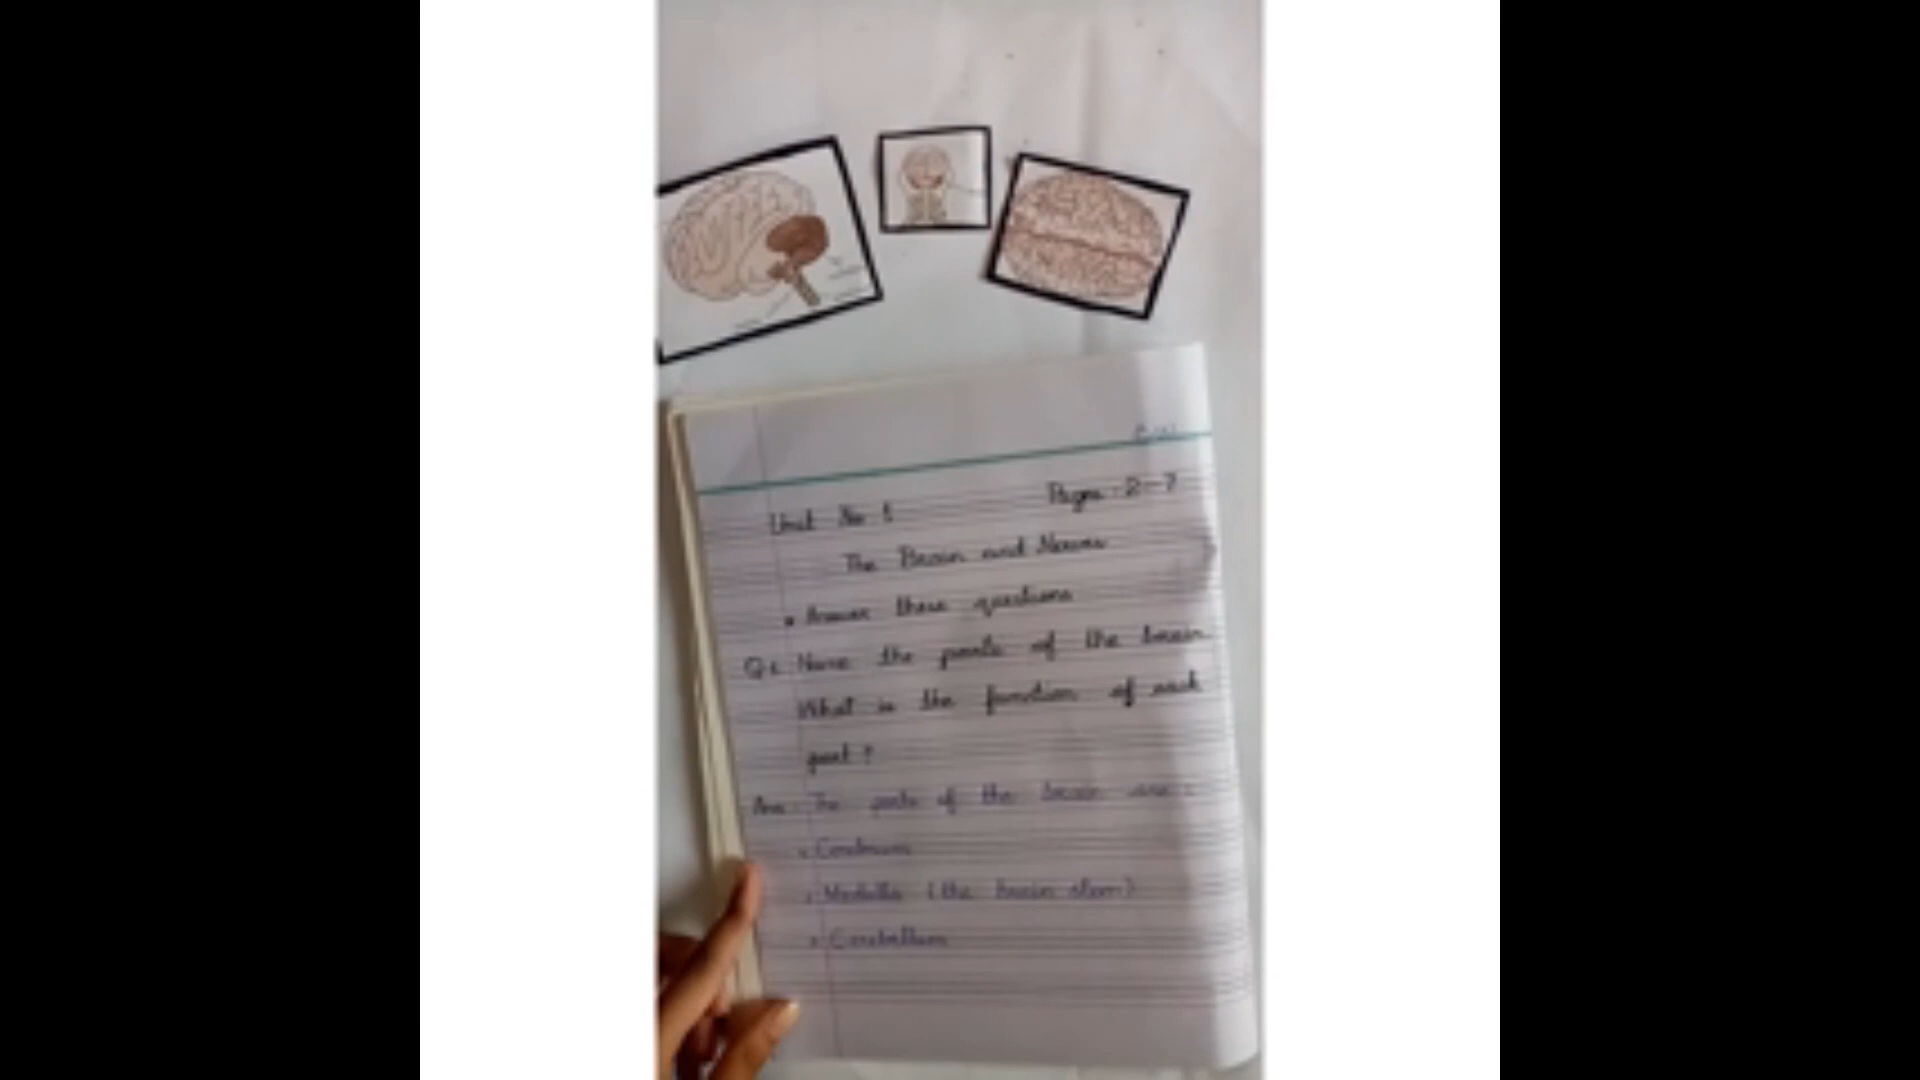 Unit No 1 Pages : 2-7
The Brain and Nerves
Answer these questions
Q1 Name the parts of the brain
What is the function of each
part ?
Ans : The parts of the brain are :
Cerebrum
Medulla (the brain stem)
Cerebellum